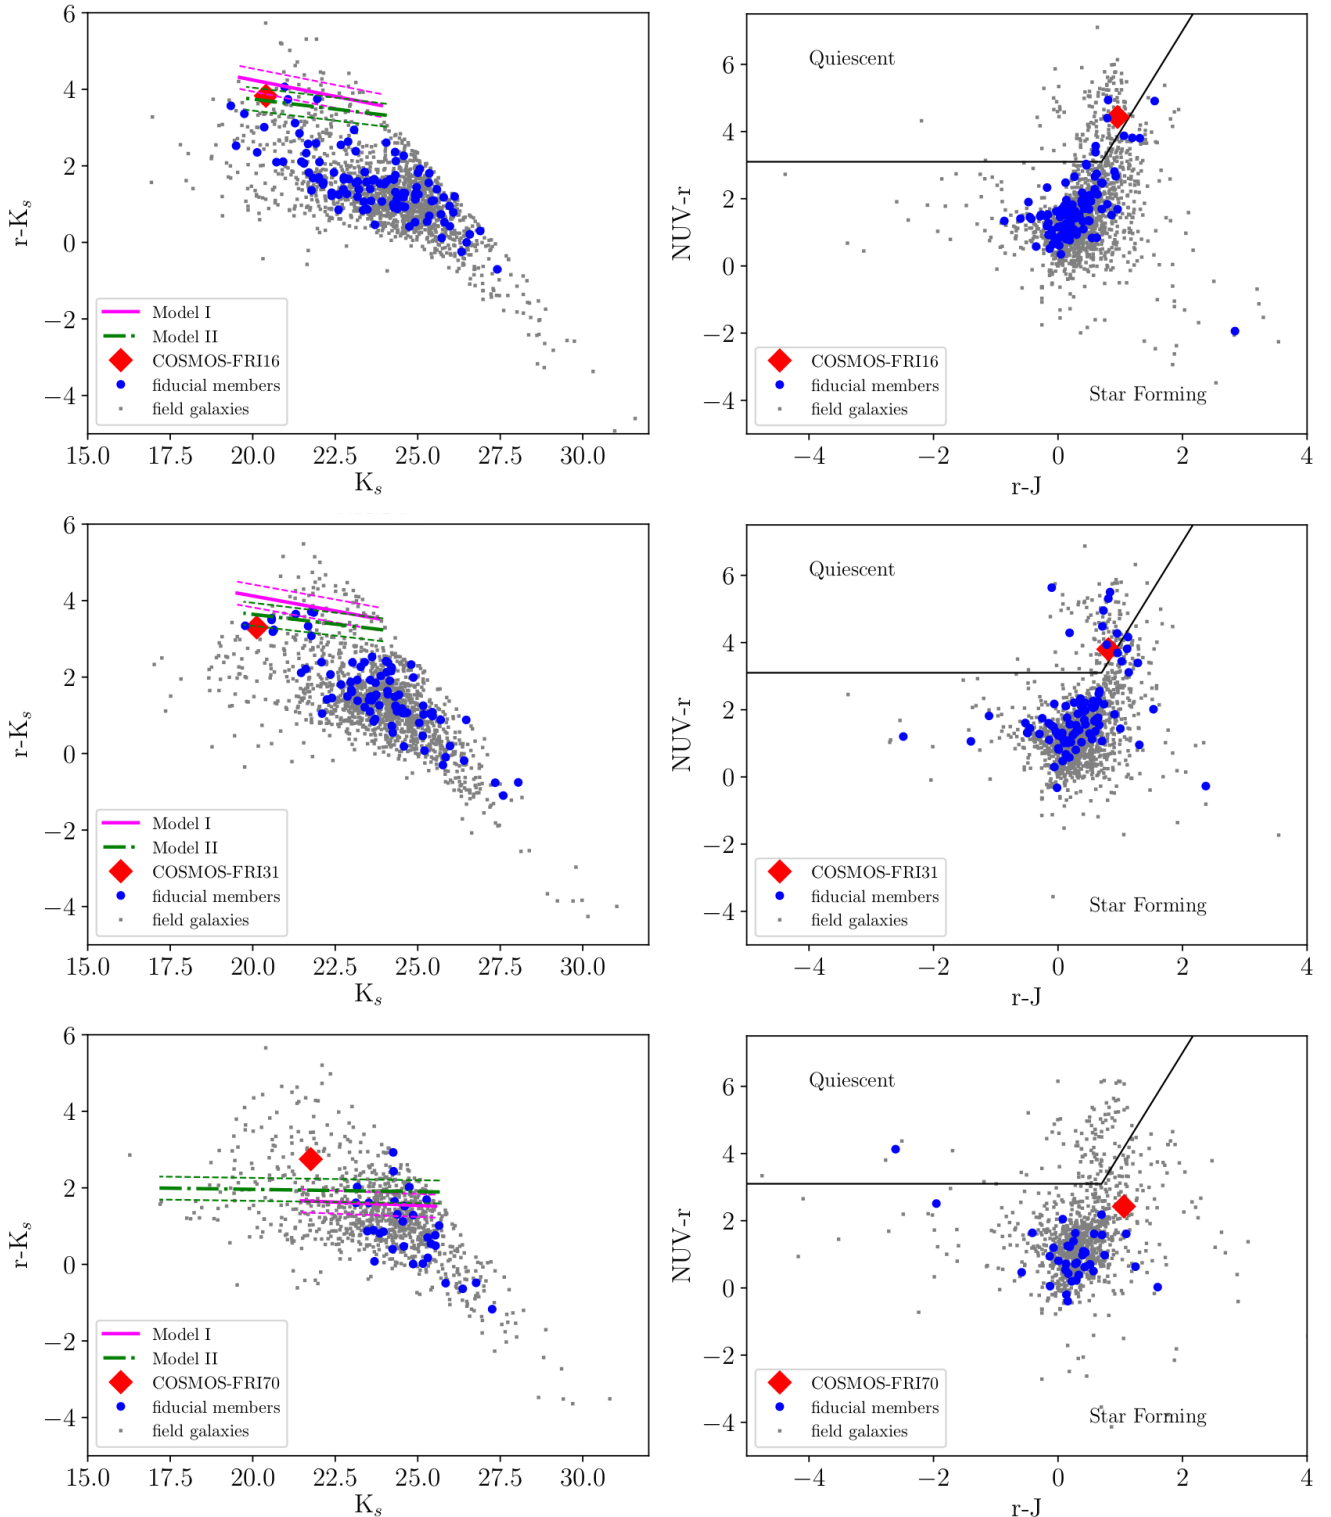 6
4
2
0
−2
−4
r-Kₛ
Model I
Model II
COSMOS-FRI16
fiducial members
field galaxies
15.0 17.5 20.0 22.5 25.0 27.5 30.0
Kₛ
6
4
2
0
−2
−4
NUV-r
Quiescent
Star Forming
COSMOS-FRI16
fiducial members
field galaxies
−4 −2 0 2 4
r-J
6
4
2
0
−2
−4
r-Kₛ
Model I
Model II
COSMOS-FRI31
fiducial members
field galaxies
15.0 17.5 20.0 22.5 25.0 27.5 30.0
Kₛ
6
4
2
0
−2
−4
NUV-r
Quiescent
Star Forming
COSMOS-FRI31
fiducial members
field galaxies
−4 −2 0 2 4
r-J
6
4
2
0
−2
−4
r-Kₛ
Model I
Model II
COSMOS-FRI70
fiducial members
field galaxies
15.0 17.5 20.0 22.5 25.0 27.5 30.0
Kₛ
6
4
2
0
−2
−4
NUV-r
Quiescent
Star Forming
COSMOS-FRI70
fiducial members
field galaxies
−4 −2 0 2 4
r-J